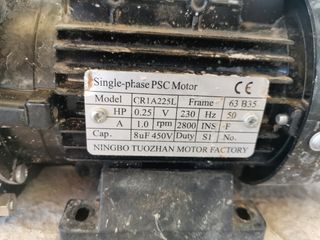 Single-phase PSC Motor CE
Model CR1A225L Frame 63 B35
HP 0.25 V 230 Hz 50
A 1.0 rpm 2800 INS F
Cap. 8uF 450V Duty S1 No.
NINGBO TUOZHAN MOTOR FACTORY